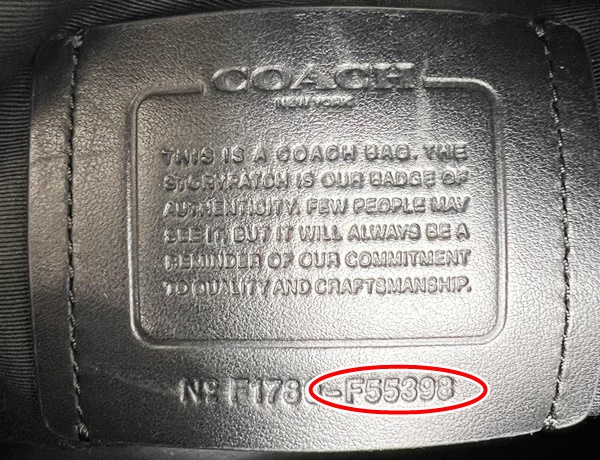 COACH
NEW YORK
THIS IS A COACH BAG. THE
STORYPATCH IS OUR BADGE OF
AUTHENTICITY. FEW PEOPLE MAY
SEE IT, BUT IT WILL ALWAYS BE A
REMINDER OF OUR COMMITMENT
TO QUALITY AND CRAFTSMANSHIP.
Nº -F55398